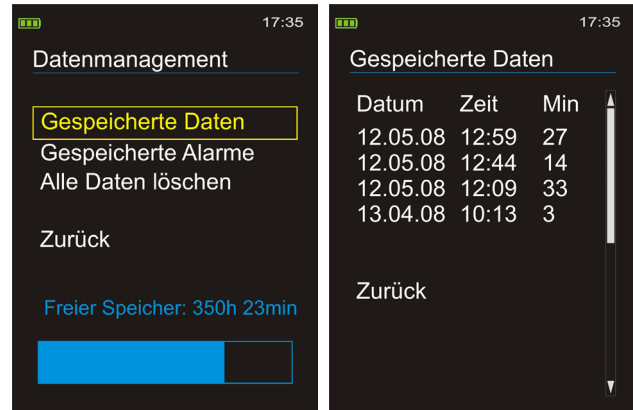 17:35
Datenmanagement
Gespeicherte Daten
Gespeicherte Alarme
Alle Daten löschen
Zurück
Freier Speicher: 350h 23min
17:35
Gespeicherte Daten
Datum Zeit Min
12.05.08 12:59 27
12.05.08 12:44 14
12.05.08 12:09 33
13.04.08 10:13 3
Zurück